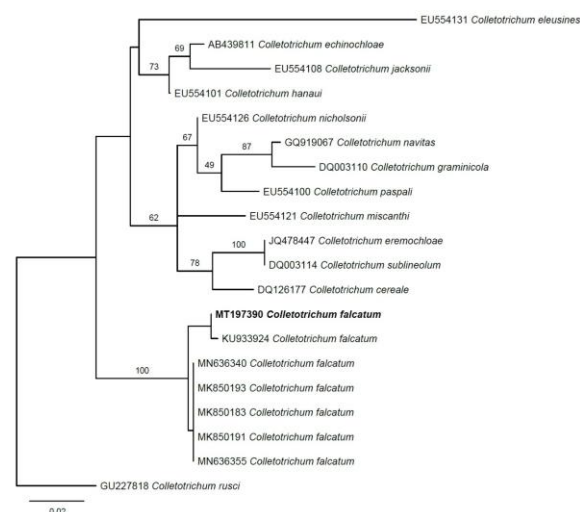 EU554131 Colletotrichum eleusines
AB439811 Colletotrichum echinochloae
69
EU554108 Colletotrichum jacksonii
73
EU554101 Colletotrichum hanaui
EU554126 Colletotrichum nicholsonii
67
GQ919067 Colletotrichum navitas
87
DQ003110 Colletotrichum graminicola
49
EU554100 Colletotrichum paspali
EU554121 Colletotrichum miscanthi
62
JQ478447 Colletotrichum eremochloae
100
DQ003114 Colletotrichum sublineolum
78
DQ126177 Colletotrichum cereale
MT197390 Colletotrichum falcatum
KU933924 Colletotrichum falcatum
MN636340 Colletotrichum falcatum
100
MK850193 Colletotrichum falcatum
MK850183 Colletotrichum falcatum
MK850191 Colletotrichum falcatum
MN636355 Colletotrichum falcatum
GU227818 Colletotrichum rusci
0.02